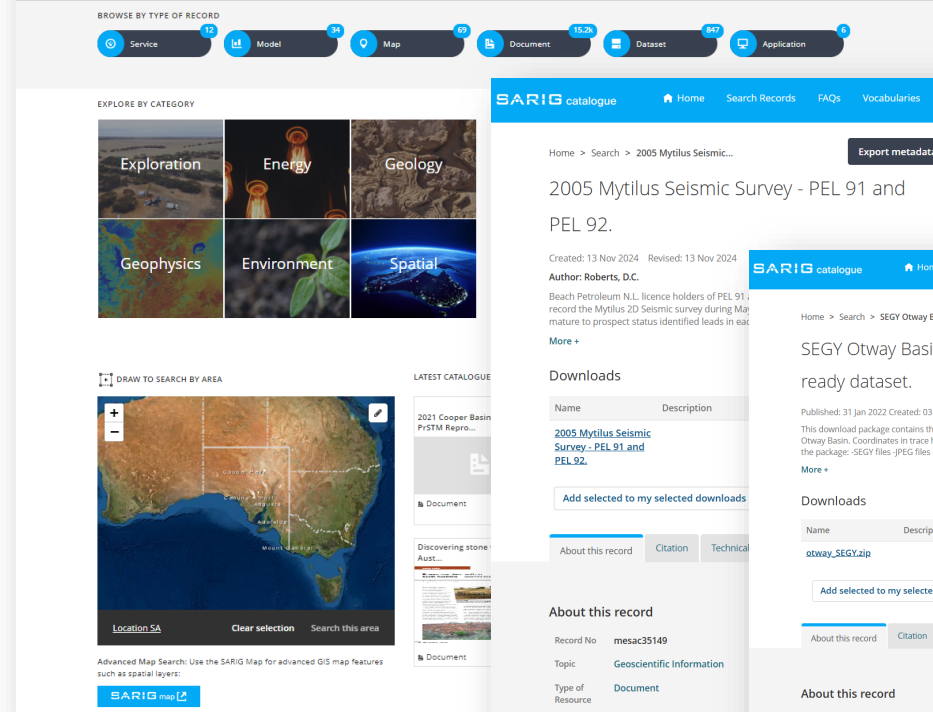 BROWSE BY TYPE OF RECORD
Service 12
Model 34
Map 69
Document 15.2k
Dataset 847
Application 6
EXPLORE BY CATEGORY
Exploration
Energy
Geology
Geophysics
Environment
Spatial
DRAW TO SEARCH BY AREA
+
−
Adelaide
Mount Gambier
Location SA
Clear selection
Search this area
Advanced Map Search: Use the SARIG Map for advanced GIS map features
such as spatial layers:
SARIG map
LATEST CATALOGUE
2021 Cooper Basin
PrSTM Repro...
Document
Discovering stone
Aust...
Document
SARIG catalogue
Home
Search Records
FAQs
Vocabularies
Home > Search > 2005 Mytilus Seismic...
Export metadata
2005 Mytilus Seismic Survey - PEL 91 and
PEL 92.
Created: 13 Nov 2024 Revised: 13 Nov 2024
Author: Roberts, D.C.
Beach Petroleum N.L. licence holders of PEL 91
record the Mytilus 2D Seismic survey during May
mature to prospect status identified leads in eac
More +
Downloads
Name
Description
2005 Mytilus Seismic
Survey - PEL 91 and
PEL 92.
Add selected to my selected downloads
About this record
Citation
Technical
About this record
Record No mesac35149
Topic Geoscientific Information
Type of
Resource
Document
SARIG catalogue
Hom
Home > Search > SEGY Otway B
SEGY Otway Basi
ready dataset.
Published: 31 Jan 2022 Created: 03
This download package contains th
Otway Basin. Coordinates in trace h
the package: -SEGY files -JPEG files
More +
Downloads
Name
Descrip
otway_SEGY.zip
Add selected to my selecte
About this record
Citation
About this record